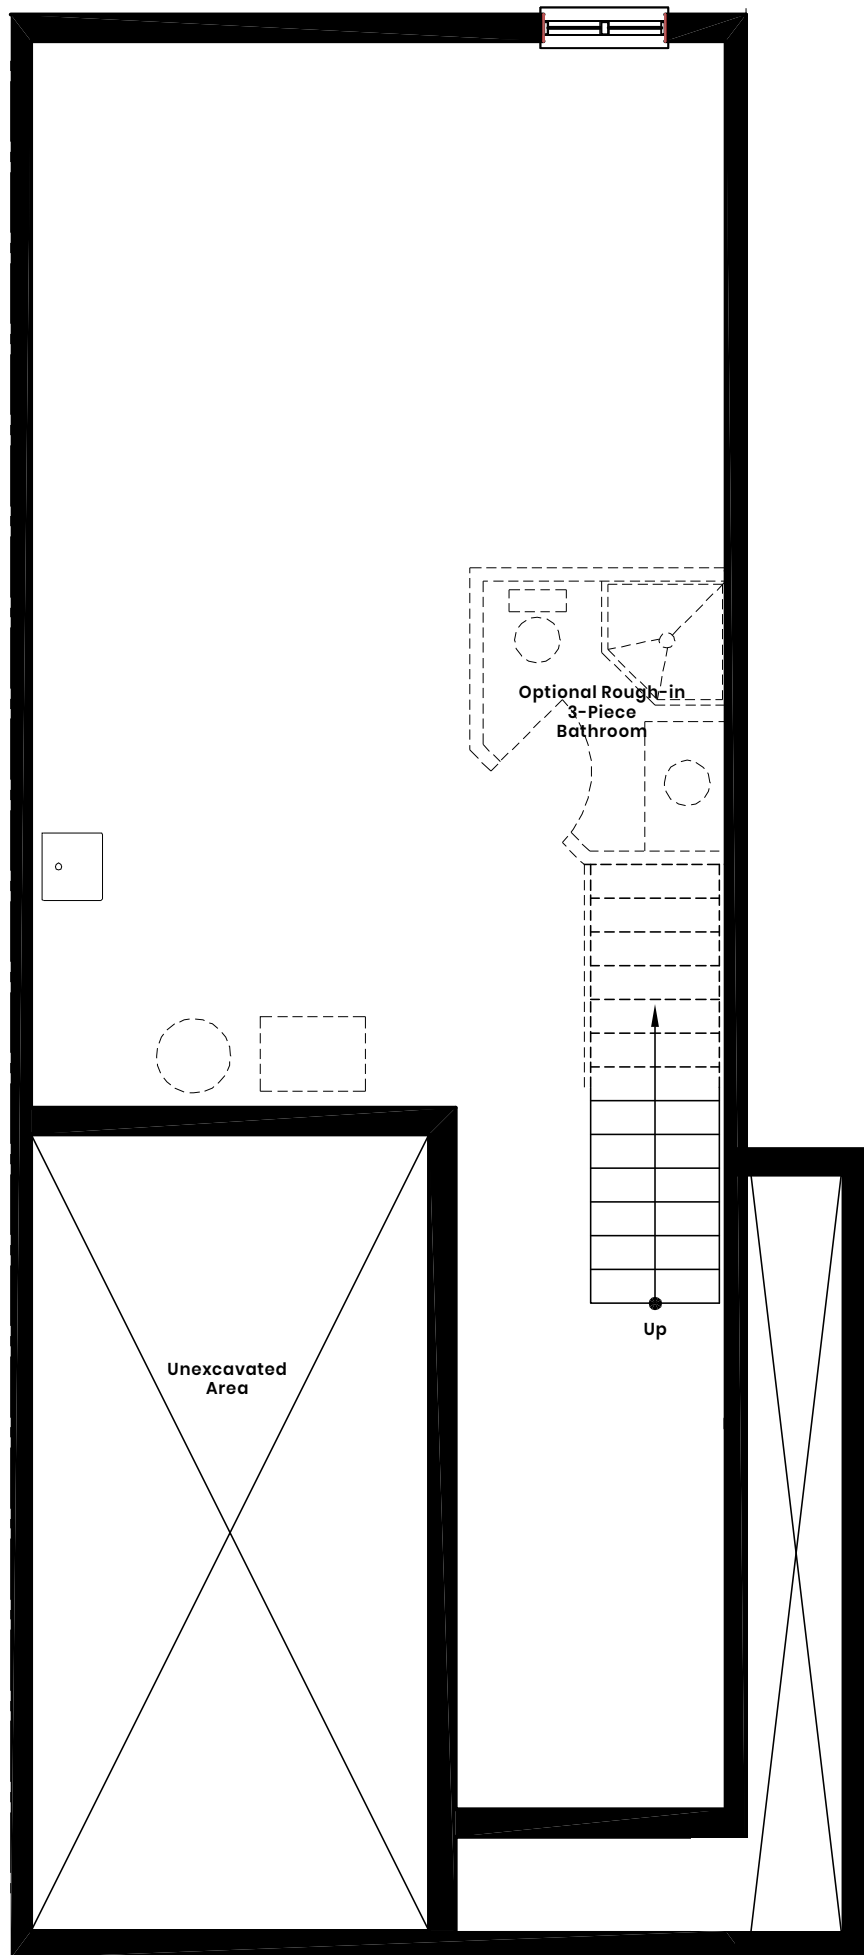 Optional Rough-in
3-Piece
Bathroom
Up
Unexcavated
Area